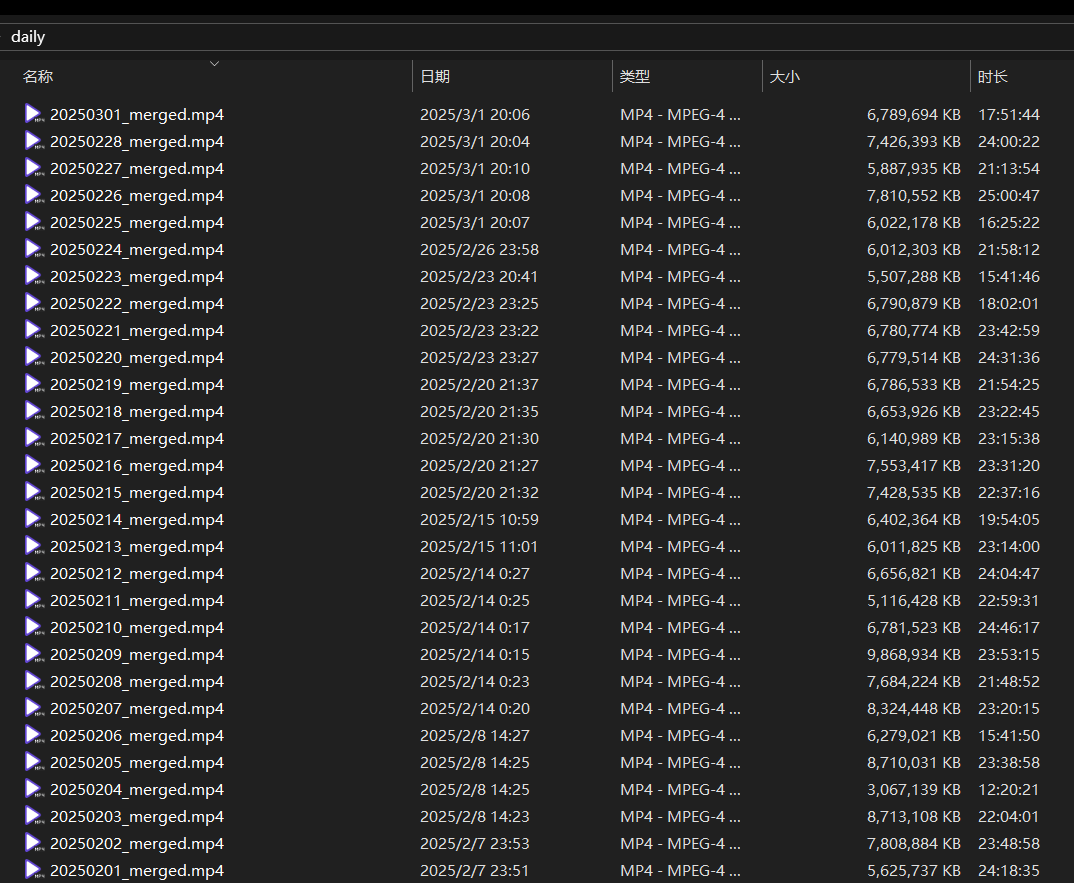 daily
名称 日期 类型 大小 时长
20250301_merged.mp4 2025/3/1 20:06 MP4 - MPEG-4 ... 6,789,694 KB 17:51:44
20250228_merged.mp4 2025/3/1 20:04 MP4 - MPEG-4 ... 7,426,393 KB 24:00:22
20250227_merged.mp4 2025/3/1 20:10 MP4 - MPEG-4 ... 5,887,935 KB 21:13:54
20250226_merged.mp4 2025/3/1 20:08 MP4 - MPEG-4 ... 7,810,552 KB 25:00:47
20250225_merged.mp4 2025/3/1 20:07 MP4 - MPEG-4 ... 6,022,178 KB 16:25:22
20250224_merged.mp4 2025/2/26 23:58 MP4 - MPEG-4 ... 6,012,303 KB 21:58:12
20250223_merged.mp4 2025/2/23 20:41 MP4 - MPEG-4 ... 5,507,288 KB 15:41:46
20250222_merged.mp4 2025/2/23 23:25 MP4 - MPEG-4 ... 6,790,879 KB 18:02:01
20250221_merged.mp4 2025/2/23 23:22 MP4 - MPEG-4 ... 6,780,774 KB 23:42:59
20250220_merged.mp4 2025/2/23 23:27 MP4 - MPEG-4 ... 6,779,514 KB 24:31:36
20250219_merged.mp4 2025/2/20 21:37 MP4 - MPEG-4 ... 6,786,533 KB 21:54:25
20250218_merged.mp4 2025/2/20 21:35 MP4 - MPEG-4 ... 6,653,926 KB 23:22:45
20250217_merged.mp4 2025/2/20 21:30 MP4 - MPEG-4 ... 6,140,989 KB 23:15:38
20250216_merged.mp4 2025/2/20 21:27 MP4 - MPEG-4 ... 7,553,417 KB 23:31:20
20250215_merged.mp4 2025/2/20 21:32 MP4 - MPEG-4 ... 7,428,535 KB 22:37:16
20250214_merged.mp4 2025/2/15 10:59 MP4 - MPEG-4 ... 6,402,364 KB 19:54:05
20250213_merged.mp4 2025/2/15 11:01 MP4 - MPEG-4 ... 6,011,825 KB 23:14:00
20250212_merged.mp4 2025/2/14 0:27 MP4 - MPEG-4 ... 6,656,821 KB 24:04:47
20250211_merged.mp4 2025/2/14 0:25 MP4 - MPEG-4 ... 5,116,428 KB 22:59:31
20250210_merged.mp4 2025/2/14 0:17 MP4 - MPEG-4 ... 6,781,523 KB 24:46:17
20250209_merged.mp4 2025/2/14 0:15 MP4 - MPEG-4 ... 9,868,934 KB 23:53:15
20250208_merged.mp4 2025/2/14 0:23 MP4 - MPEG-4 ... 7,684,224 KB 21:48:52
20250207_merged.mp4 2025/2/14 0:20 MP4 - MPEG-4 ... 8,324,448 KB 23:20:15
20250206_merged.mp4 2025/2/8 14:27 MP4 - MPEG-4 ... 6,279,021 KB 15:41:50
20250205_merged.mp4 2025/2/8 14:25 MP4 - MPEG-4 ... 8,710,031 KB 23:38:58
20250204_merged.mp4 2025/2/8 14:25 MP4 - MPEG-4 ... 3,067,139 KB 12:20:21
20250203_merged.mp4 2025/2/8 14:23 MP4 - MPEG-4 ... 8,713,108 KB 22:04:01
20250202_merged.mp4 2025/2/7 23:53 MP4 - MPEG-4 ... 7,808,884 KB 23:48:58
20250201_merged.mp4 2025/2/7 23:51 MP4 - MPEG-4 ... 5,625,737 KB 24:18:35